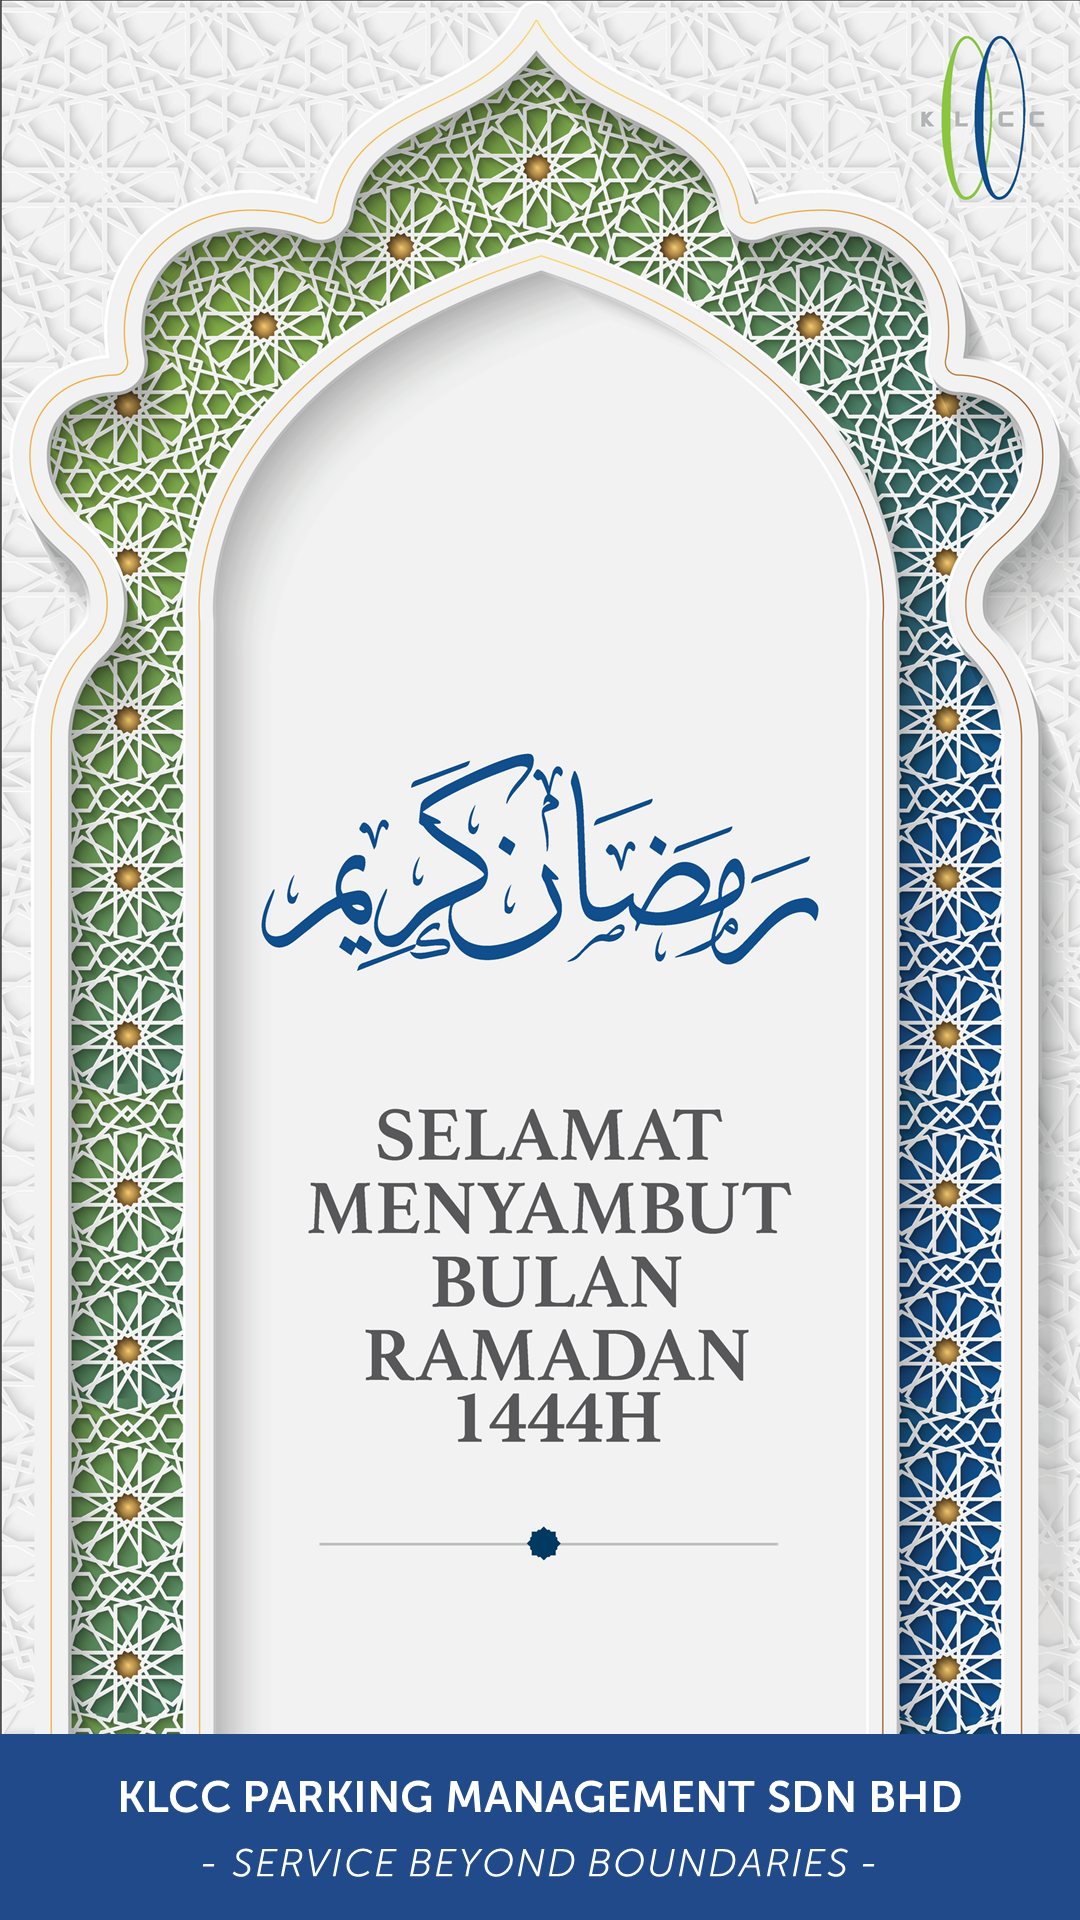 KLCC
رمضان كريم
SELAMAT
MENYAMBUT
BULAN
RAMADAN
1444H
KLCC PARKING MANAGEMENT SDN BHD
- SERVICE BEYOND BOUNDARIES -